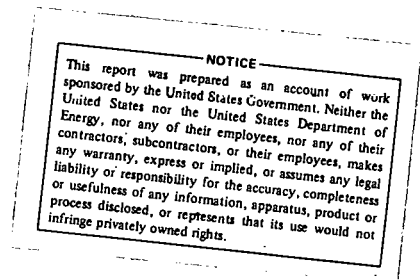 NOTICE
This report was prepared as an account of work
sponsored by the United States Government. Neither the
United States nor the United States Department of
Energy, nor any of their employees, nor any of their
contractors, subcontractors, or their employees, makes
any warranty, express or implied, or assumes any legal
liability or responsibility for the accuracy, completeness
or usefulness of any information, apparatus, product or
process disclosed, or represents that its use would not
infringe privately owned rights.